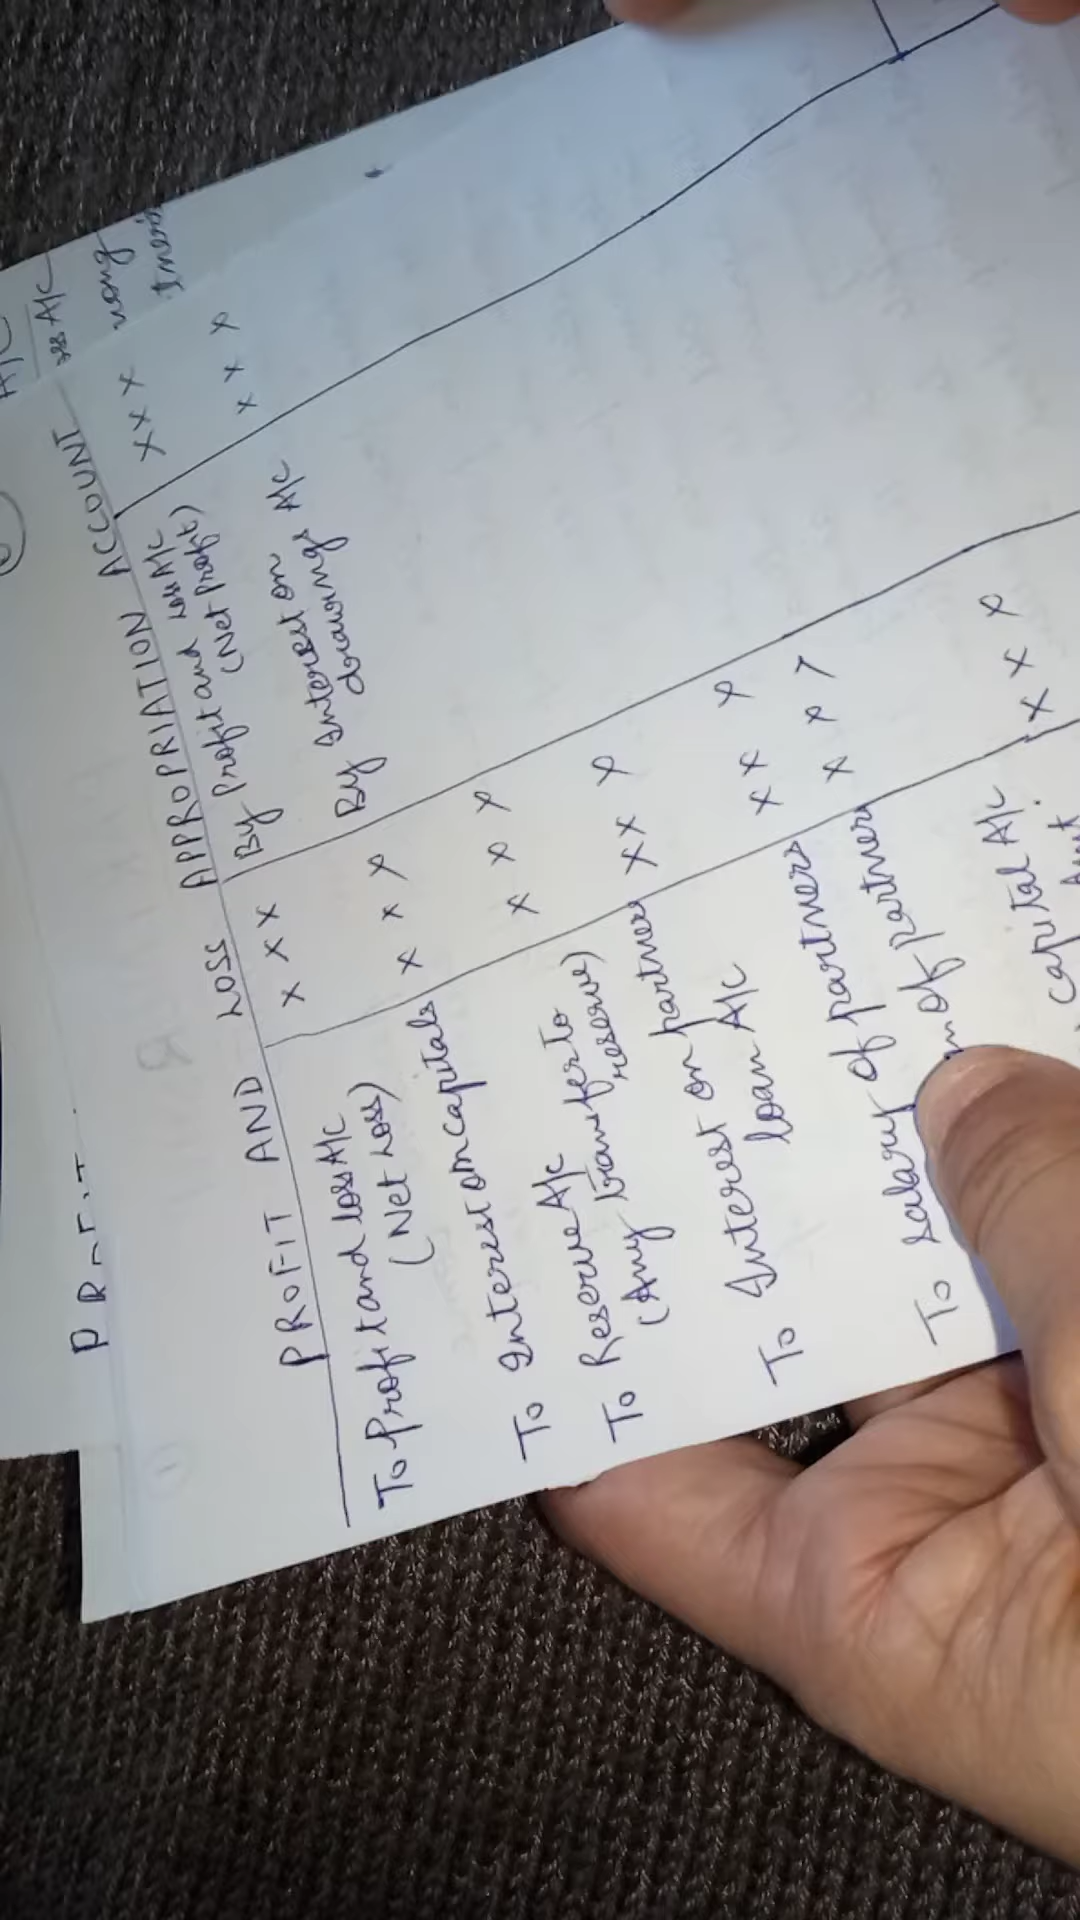 A/C
A/C
PROFIT AND LOSS APPROPRIATION ACCOUNT
To Profit and loss A/C
(Net Loss)
x x x
By Profit and Loss A/C
(Net Profit)
x x x
To Interest on capitals
x x x
By Interest on
drawings A/C
x x x
To Reserve A/C
(Any transfer to
reserve)
x x x
To Interest on partners
loan A/C
x x x
To salary of partners
x x x
of partner
x x x
capital A/C
x x x